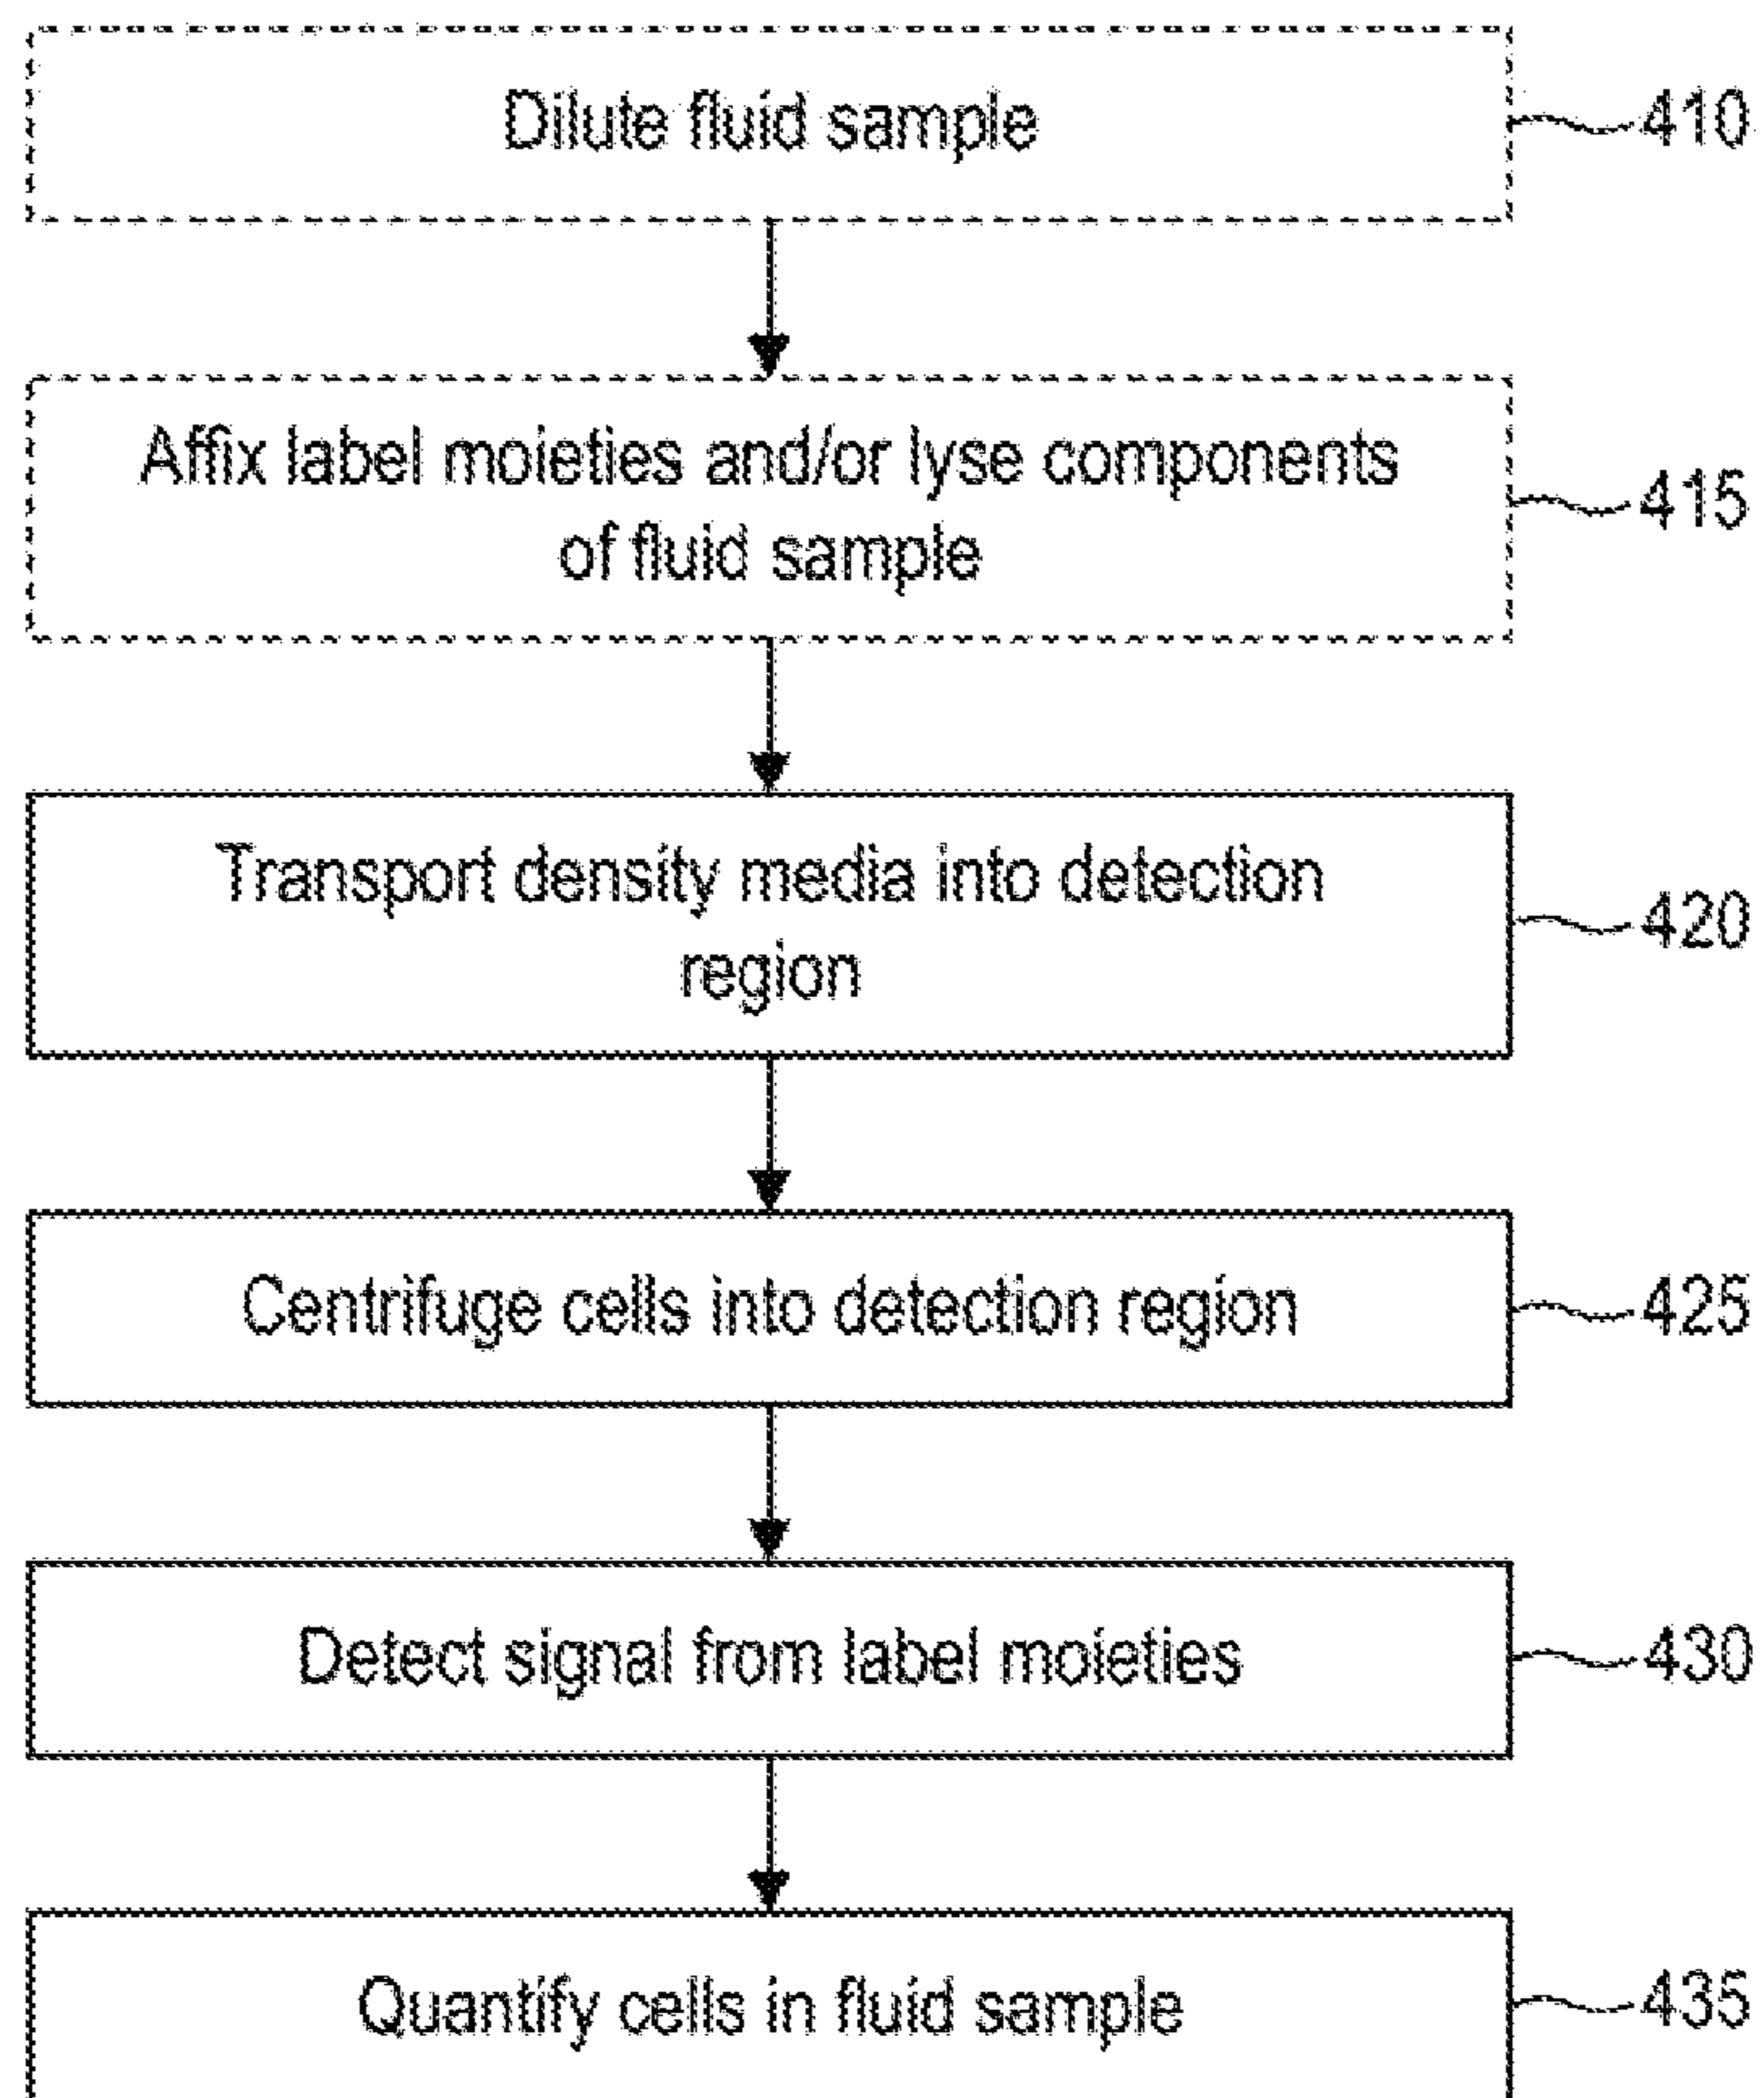 Dilute fluid sample
410
Affix label moieties and/or lyse components
of fluid sample
415
Transport density media into detection
region
420
Centrifuge cells into detection region
425
Detect signal from label moieties
430
Quantify cells in fluid sample
435